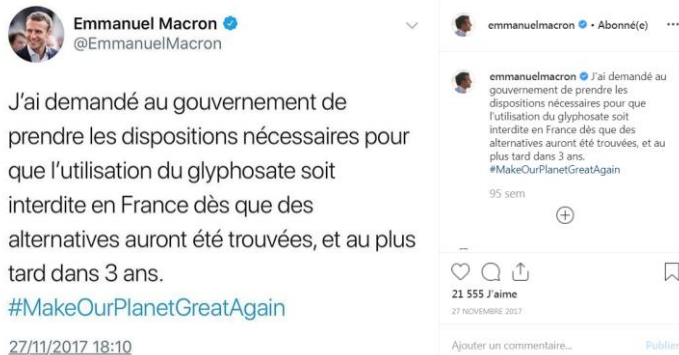 Emmanuel Macron
@EmmanuelMacron
J'ai demandé au gouvernement de
prendre les dispositions nécessaires pour
que l'utilisation du glyphosate soit
interdite en France dès que des
alternatives auront été trouvées, et au plus
tard dans 3 ans.
#MakeOurPlanetGreatAgain
27/11/2017 18:10
emmanuelmacron • Abonné(e) ...
emmanuelmacron J'ai demandé au
gouvernement de prendre les
dispositions nécessaires pour que
l'utilisation du glyphosate soit
interdite en France dès que des
alternatives auront été trouvées, et au
plus tard dans 3 ans.
#MakeOurPlanetGreatAgain
95 sem
21 555 J'aime
27 NOVEMBRE 2017
Ajouter un commentaire... Publier